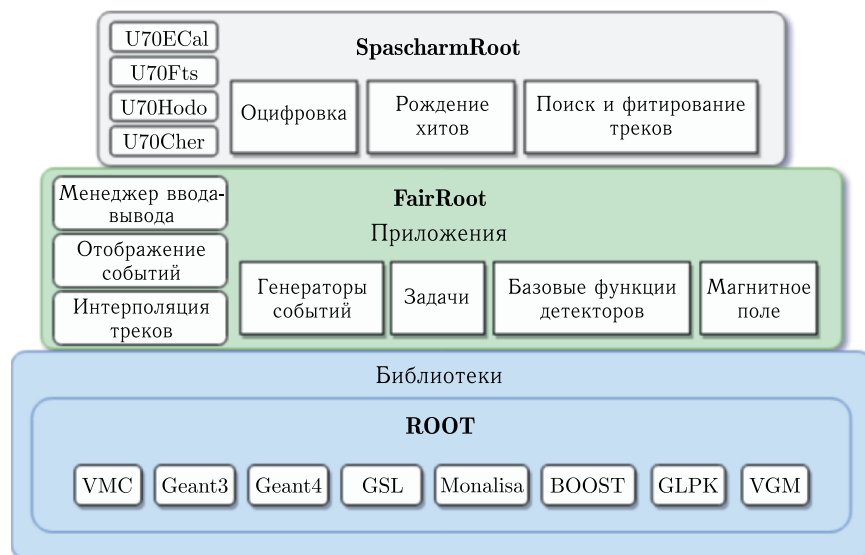 U70ECal
U70Fts
U70Hodo
U70Cher
SpascharmRoot
Оцифровка
Рождение
хитов
Поиск и фитирование
треков
Менеджер ввода-
вывода
Отображение
событий
Интерполяция
треков
FairRoot
Приложения
Генераторы
событий
Задачи
Базовые функции
детекторов
Магнитное
поле
Библиотеки
ROOT
VMC
Geant3
Geant4
GSL
Monalisa
BOOST
GLPK
VGM